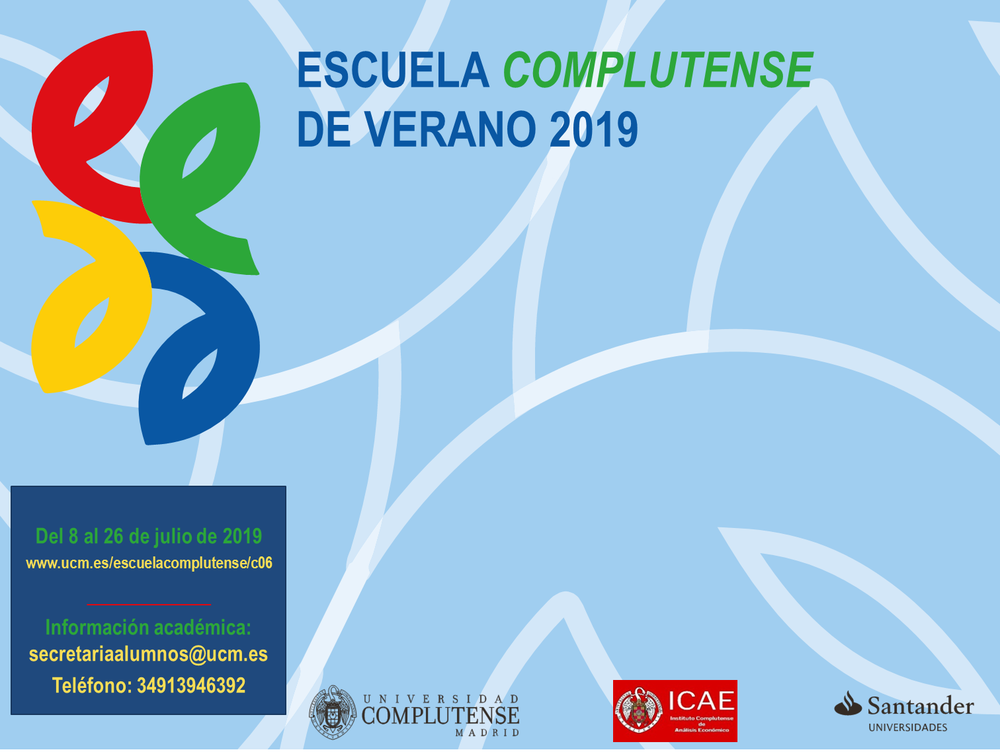 ESCUELA COMPLUTENSE
DE VERANO 2019
Del 8 al 26 de julio de 2019
www.ucm.es/escuelacomplutense/c06
Información académica:
secretariaalumnos@ucm.es
Teléfono: 34913946392
UNIVERSIDAD
COMPLUTENSE
MADRID
ICAE
Instituto Complutense
de
Análisis Económico
Santander
UNIVERSIDADES